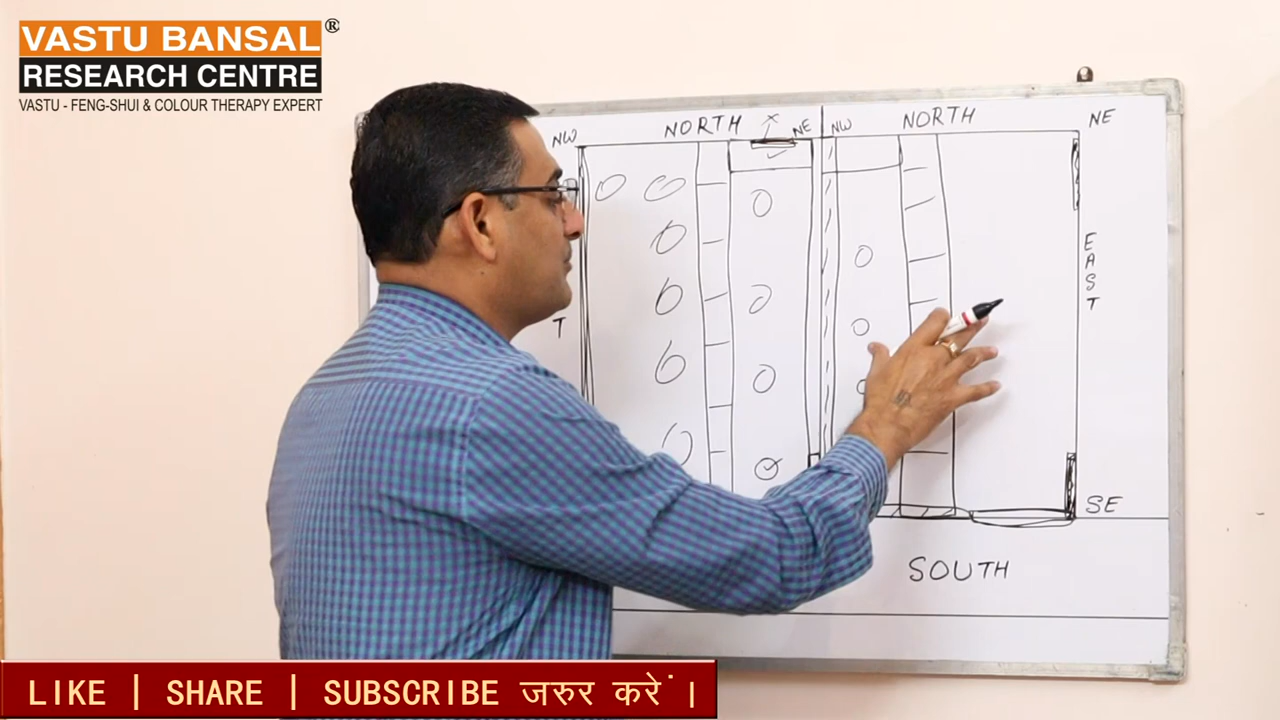 VASTU BANSAL®
RESEARCH CENTRE
VASTU - FENG-SHUI & COLOUR THERAPY EXPERT
NW NORTH X NE NW NORTH NE
T
EAST
SE
SOUTH
LIKE | SHARE | SUBSCRIBE जरुर करें |